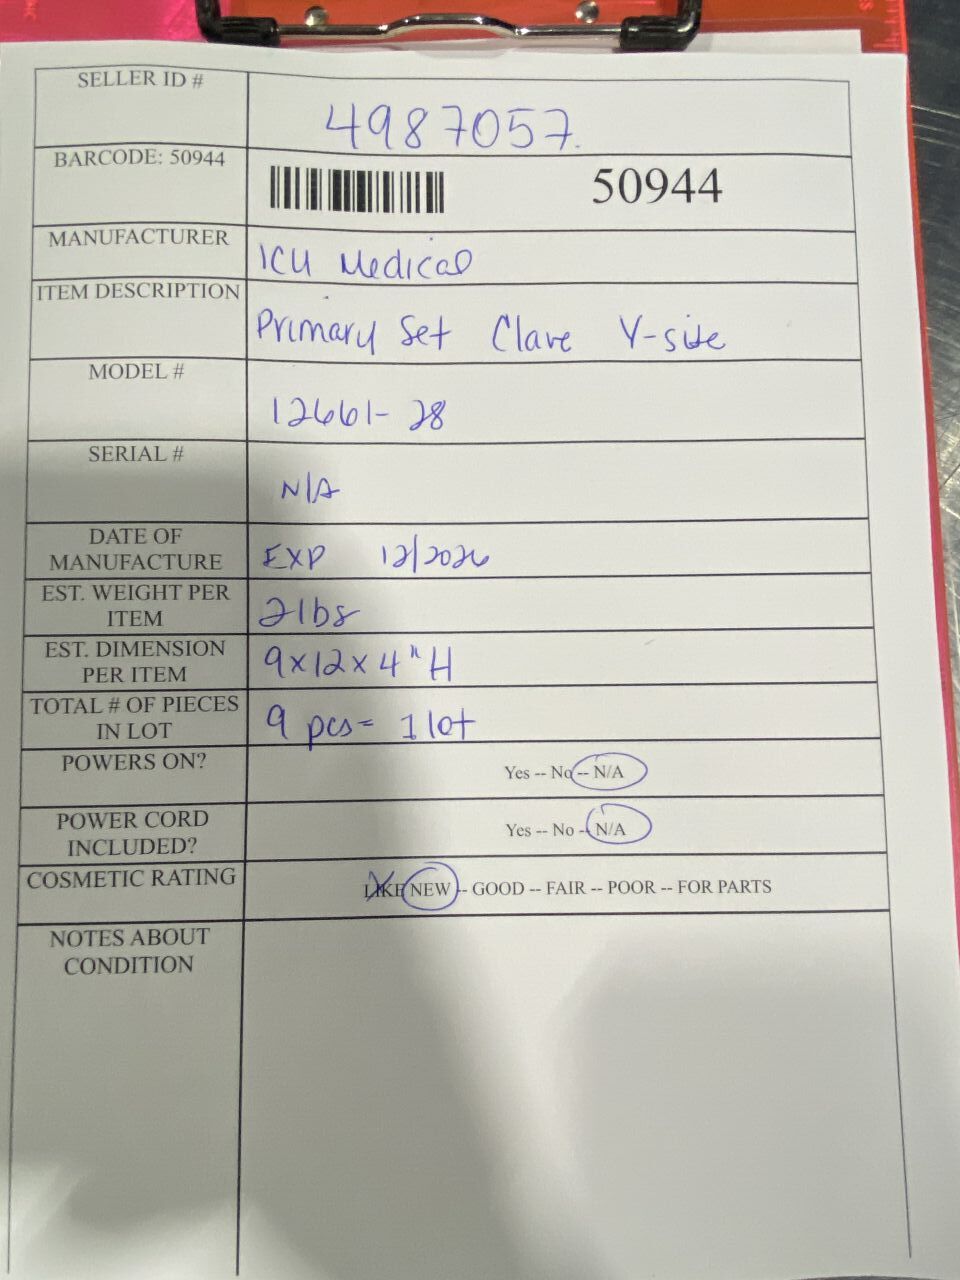 SELLER ID #
4987057.
BARCODE: 50944
50944
MANUFACTURER
ICU Medical
ITEM DESCRIPTION
Primary Set Clave Y-site
MODEL #
12661-28
SERIAL #
N/A
DATE OF
MANUFACTURE
EXP 12/2026
EST. WEIGHT PER
ITEM
2lbs
EST. DIMENSION
PER ITEM
9x12x4"H
TOTAL # OF PIECES
IN LOT
9 pcs= 1 lot
POWERS ON?
Yes -- No -- N/A
POWER CORD
INCLUDED?
Yes -- No -- N/A
COSMETIC RATING
LIKE NEW -- GOOD -- FAIR -- POOR -- FOR PARTS
NOTES ABOUT
CONDITION